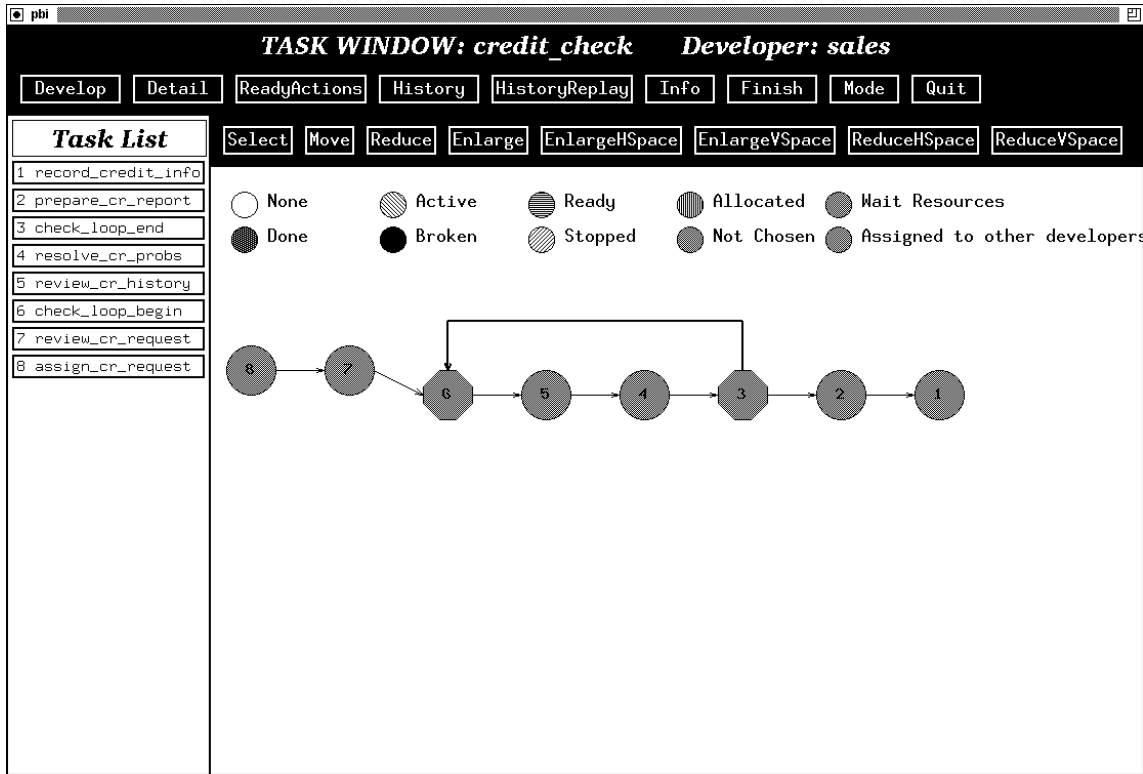 pbi
TASK WINDOW: credit_check Developer: sales
Develop Detail ReadyActions History HistoryReplay Info Finish Mode Quit
Task List
Select Move Reduce Enlarge EnlargeHSpace EnlargeVSpace ReduceHSpace ReduceVSpace
1 record_credit_info
2 prepare_cr_report
3 check_loop_end
4 resolve_cr_probs
5 review_cr_history
6 check_loop_begin
7 review_cr_request
8 assign_cr_request
None Active Ready Allocated Wait Resources
Done Broken Stopped Not Chosen Assigned to other developers
8 7 6 5 4 3 2 1